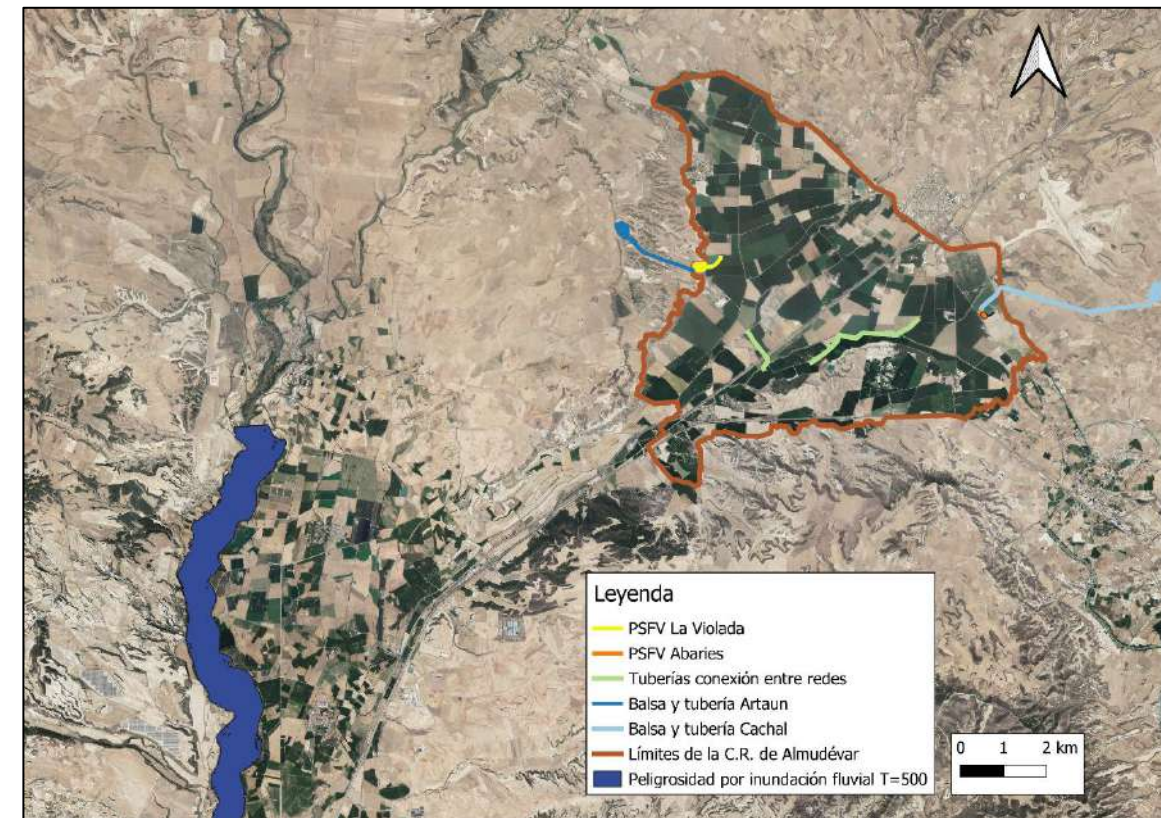 Leyenda
PSFV La Violada
PSFV Abaries
Tuberías conexión entre redes
Balsa y tubería Artaun
Balsa y tubería Cachal
Límites de la C.R. de Almudévar
Peligrosidad por inundación fluvial T=500
0 1 2 km